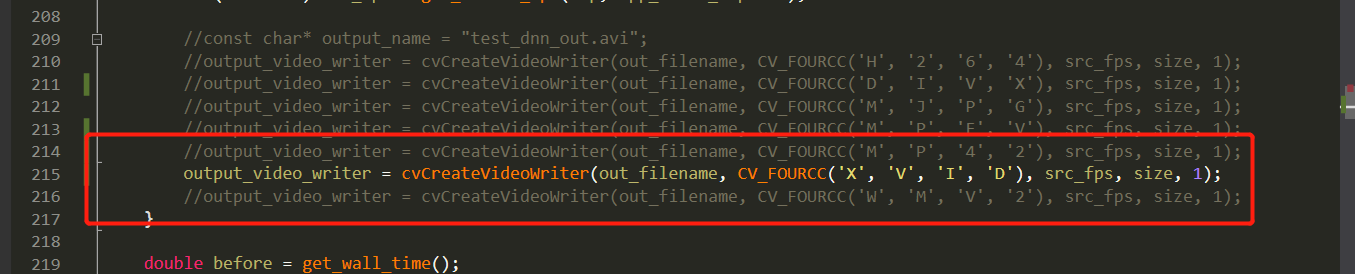 208
209 //const char* output_name = "test_dnn_out.avi";
210 //output_video_writer = cvCreateVideoWriter(out_filename, CV_FOURCC('H', '2', '6', '4'), src_fps, size, 1);
211 //output_video_writer = cvCreateVideoWriter(out_filename, CV_FOURCC('D', 'I', 'V', 'X'), src_fps, size, 1);
212 //output_video_writer = cvCreateVideoWriter(out_filename, CV_FOURCC('M', 'J', 'P', 'G'), src_fps, size, 1);
213 //output_video_writer = cvCreateVideoWriter(out_filename, CV_FOURCC('M', 'P', 'E', 'V'), src_fps, size, 1);
214 //output_video_writer = cvCreateVideoWriter(out_filename, CV_FOURCC('M', 'P', '4', '2'), src_fps, size, 1);
215 output_video_writer = cvCreateVideoWriter(out_filename, CV_FOURCC('X', 'V', 'I', 'D'), src_fps, size, 1);
216 //output_video_writer = cvCreateVideoWriter(out_filename, CV_FOURCC('W', 'M', 'V', '2'), src_fps, size, 1);
217 }
218
219 double before = get_wall_time();